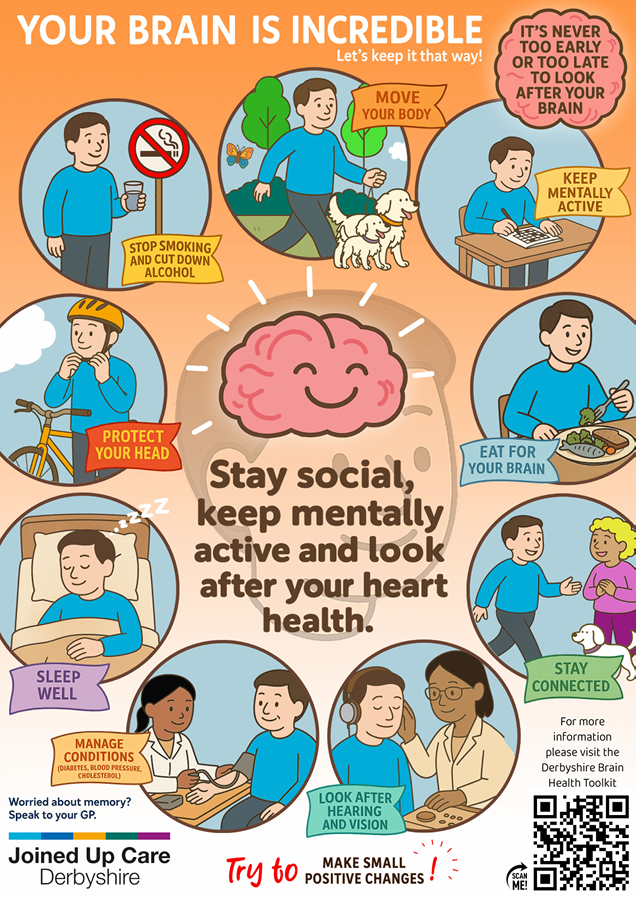 YOUR BRAIN IS INCREDIBLE
Let's keep it that way!
IT'S NEVER
TOO EARLY
OR TOO LATE
TO LOOK
AFTER YOUR
BRAIN
MOVE
YOUR BODY
KEEP
MENTALLY
ACTIVE
STOP SMOKING
AND CUT DOWN
ALCOHOL
PROTECT
YOUR HEAD
EAT FOR
YOUR BRAIN
Stay social,
keep mentally
active and look
after your heart
health.
zzzz
SLEEP
WELL
STAY
CONNECTED
MANAGE
CONDITIONS
(DIABETES, BLOOD PRESSURE,
CHOLESTEROL)
LOOK AFTER
HEARING
AND VISION
For more
information
please visit the
Derbyshire Brain
Health Toolkit
Worried about memory?
Speak to your GP.
Joined Up Care
Derbyshire
Try to MAKE SMALL
POSITIVE CHANGES!
SCAN
ME!